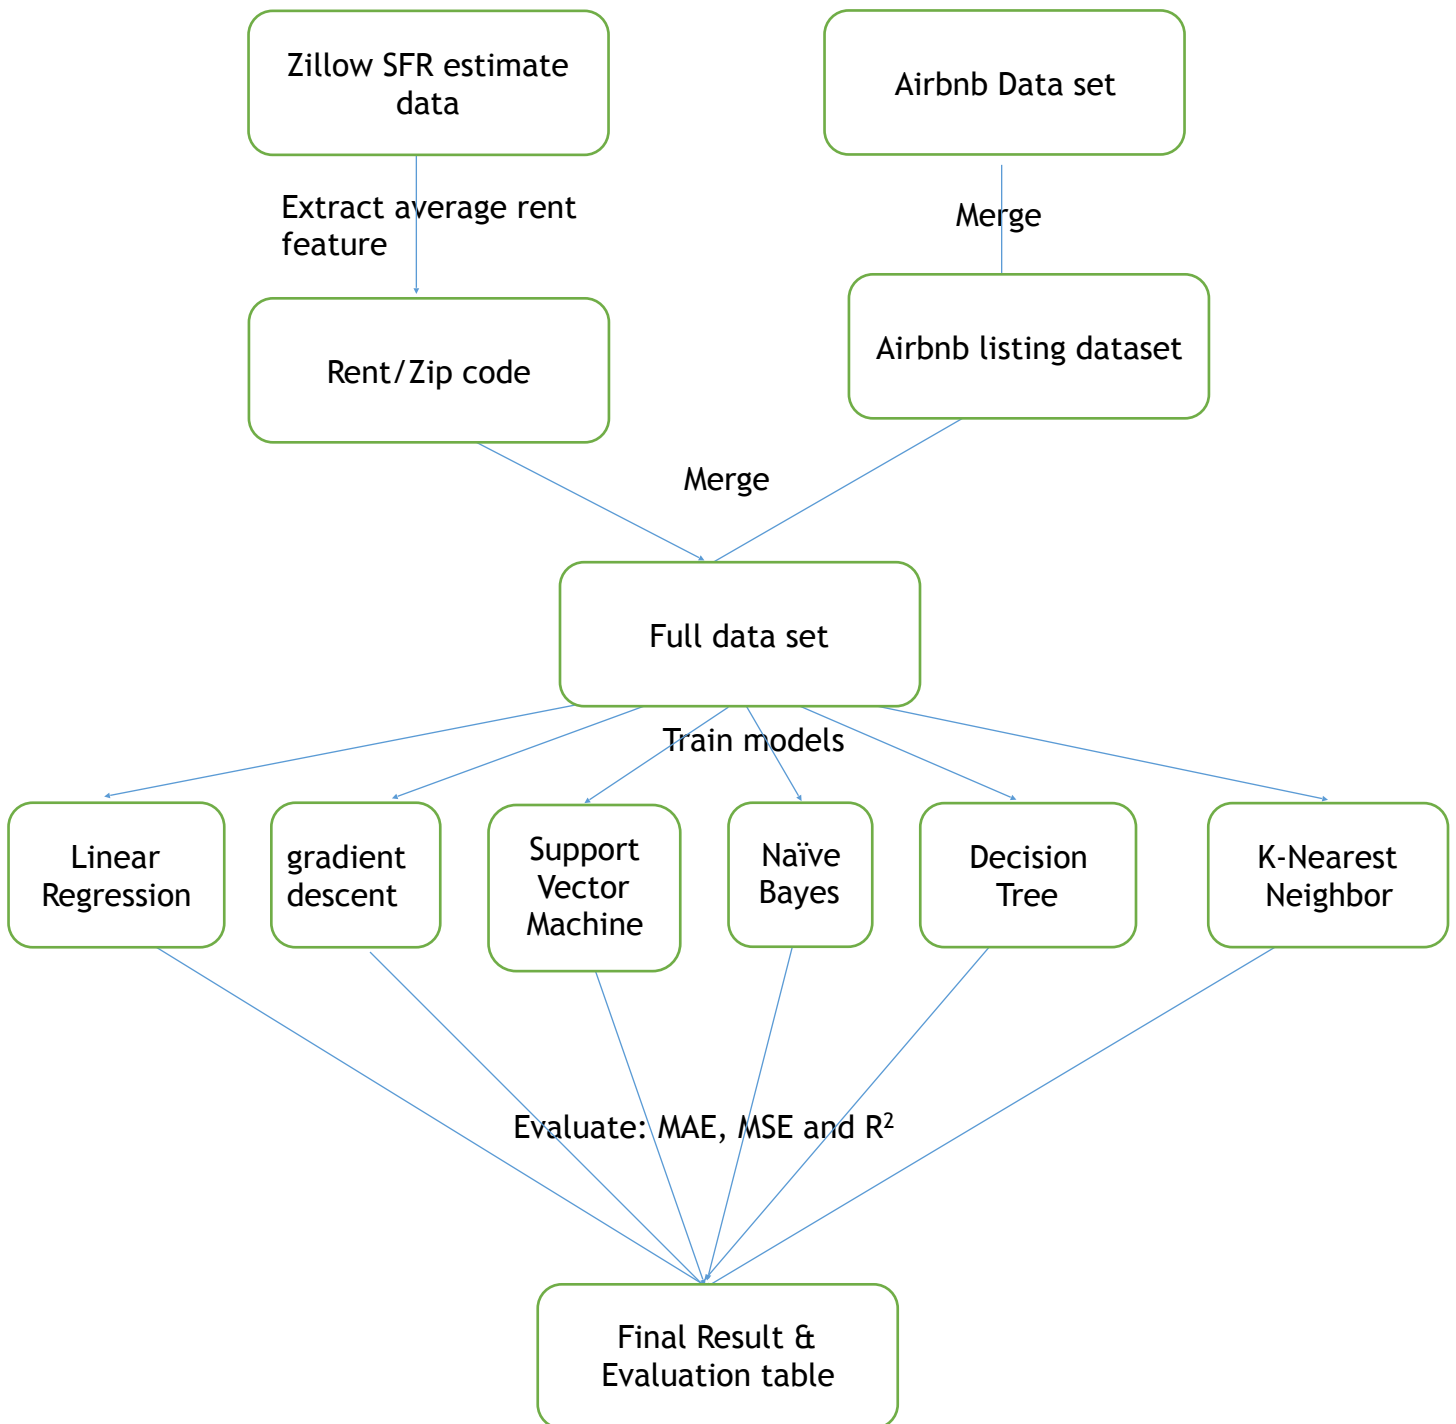 Zillow SFR estimate
data
Airbnb Data set
Extract average rent
feature
Merge
Rent/Zip code
Airbnb listing dataset
Merge
Full data set
Train models
Linear
Regression
gradient
descent
Support
Vector
Machine
Naïve
Bayes
Decision
Tree
K-Nearest
Neighbor
Evaluate: MAE, MSE and R²
Final Result &
Evaluation table